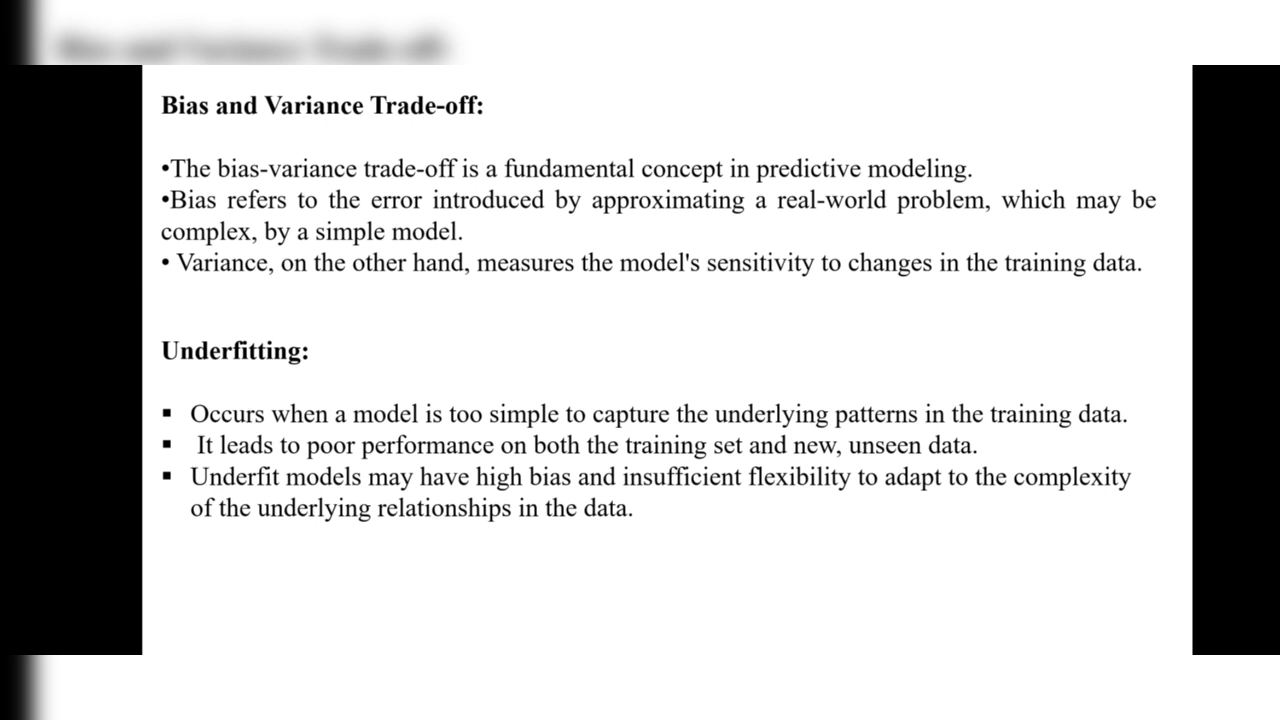 Bias and Variance Trade-off:
•The bias-variance trade-off is a fundamental concept in predictive modeling.
•Bias refers to the error introduced by approximating a real-world problem, which may be
complex, by a simple model.
• Variance, on the other hand, measures the model's sensitivity to changes in the training data.
Underfitting:
▪ Occurs when a model is too simple to capture the underlying patterns in the training data.
▪ It leads to poor performance on both the training set and new, unseen data.
▪ Underfit models may have high bias and insufficient flexibility to adapt to the complexity
of the underlying relationships in the data.